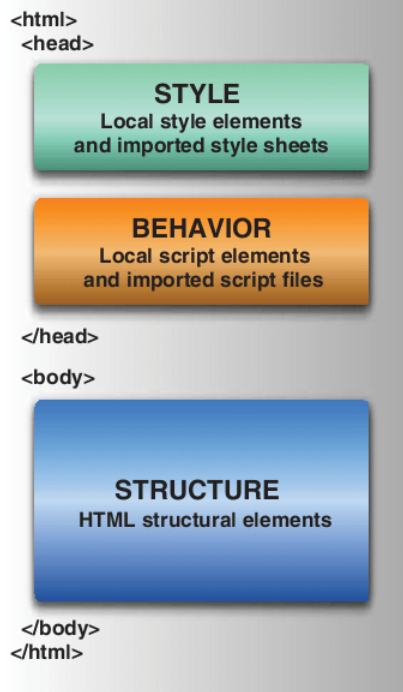 <html>
<head>
STYLE
Local style elements
and imported style sheets
BEHAVIOR
Local script elements
and imported script files
</head>
<body>
STRUCTURE
HTML structural elements
</body>
</html>